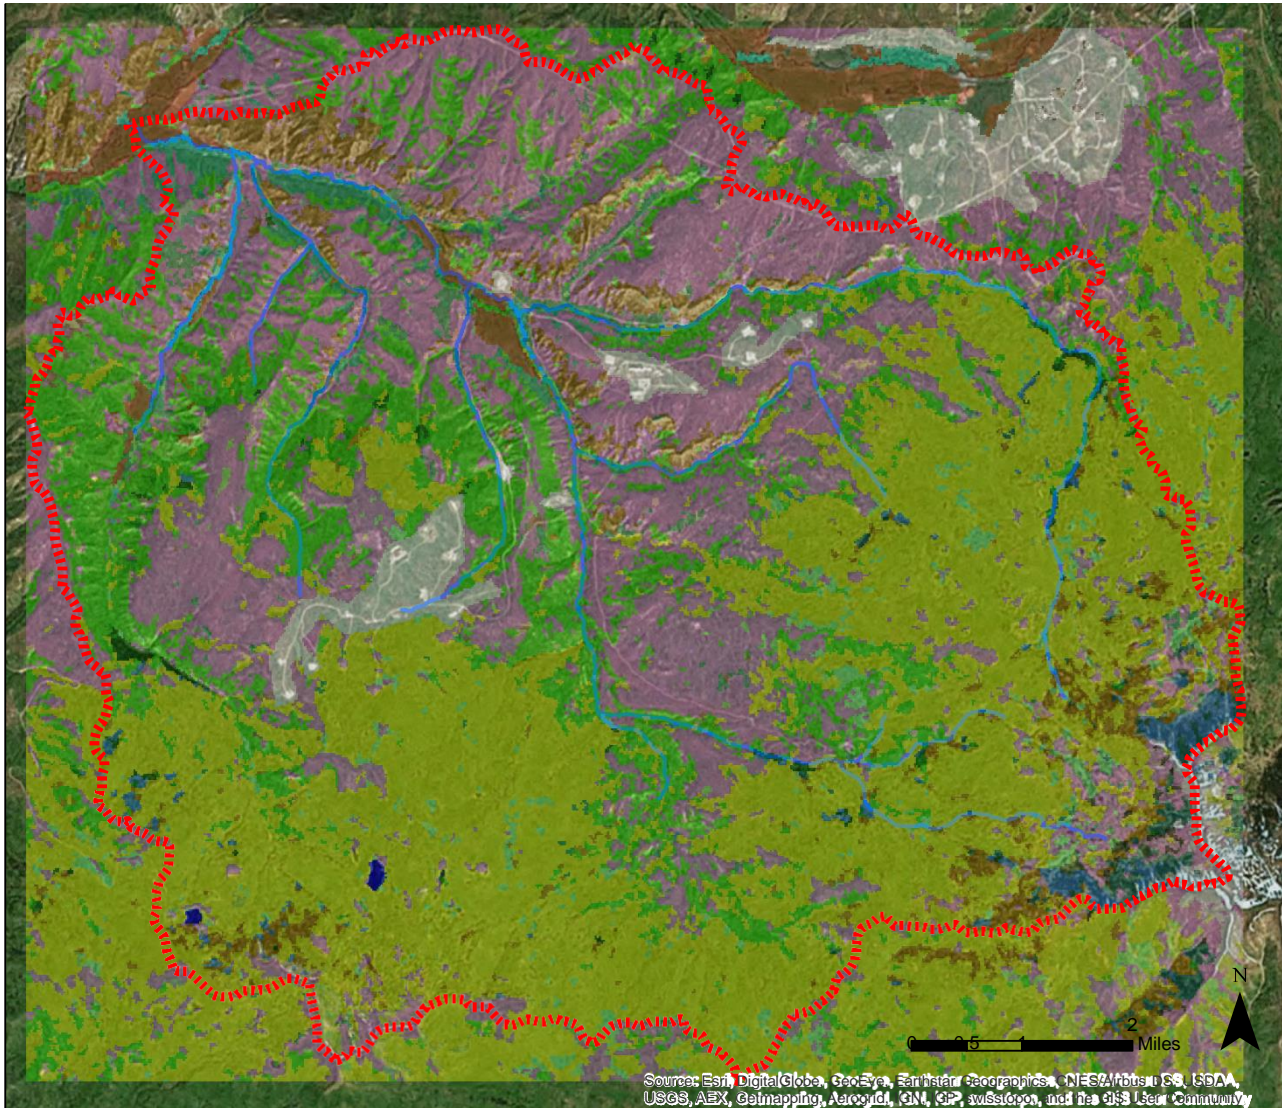 N
0 0.5 1 2
Miles
Source: Esri, DigitalGlobe, GeoEye, Earthstar Geographics, CNES/Airbus DS, USDA,
USGS, AEX, Getmapping, Aerogrid, IGN, IGP, swisstopo, and the GIS User Community